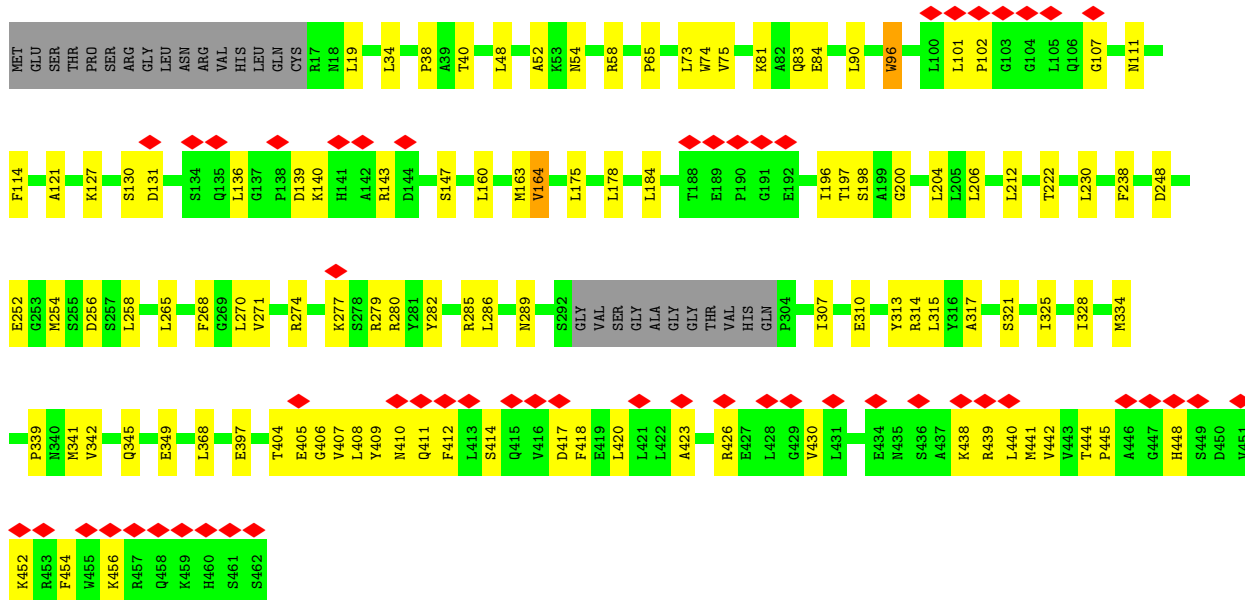 MET GLU SER THR PRO SER ARG GLY LEU ASN ARG VAL HIS LEU GLN CYS R17 N18 L19 L34 P38 A39 T40 L48 A52 K53 N54 R58 P65 L73 W74 V75 K81 A82 Q83 E84 L90 W96 L100 L101 P102 G103 G104 L105 Q106 G107 N111
F114 A121 K127 S130 D131 S134 Q135 L136 G137 P138 D139 K140 H141 A142 R143 D144 S147 L160 M163 V164 L175 L178 L184 T188 E189 P190 G191 E192 I196 T197 S198 A199 G200 L204 L205 L206 L212 T222 L230 F238 D248
E252 G253 M254 S255 D256 S257 L258 L265 F268 G269 L270 V271 R274 K277 S278 R279 R280 Y281 Y282 R285 L286 N289 S292 GLY VAL SER GLY ALA GLY GLY THR VAL HIS GLN P304 I307 E310 Y313 R314 L315 Y316 A317 S321 I325 I328 M334
P339 N340 M341 V342 Q345 E349 L368 E397 T404 E405 G406 V407 L408 Y409 N410 Q411 F412 L413 S414 Q415 V416 D417 F418 E419 L420 L421 L422 A423 R426 E427 L428 G429 V430 L431 E434 N435 S436 A437 K438 R439 L440 M441 V442 V443 T444 P445 A446 G447 H448 S449 D450 V451
K452 R453 F454 W455 K456 R457 Q458 K459 H460 S461 S462